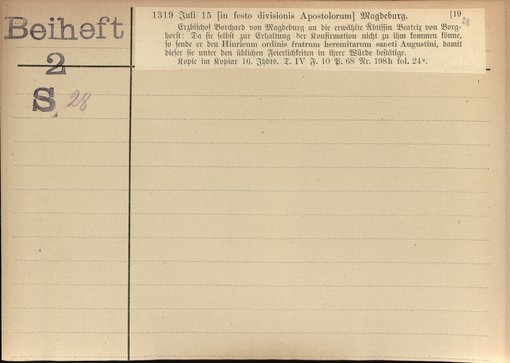 Beiheft
2
S 28
1319 Juli 15 [in festo divisionis Apostolorum] Magdeburg. [19
28
Erzbischof Borchard von Magdeburg an die erwählte Äbtissin Beatrix von Borg-
horst: Da sie selbst zur Erhaltung der Konfirmation nicht zu ihm kommen könne,
so sende er den Hinricum ordinis fratrum heremitarum sancti Augustini, damit
dieser sie unter den üblichen Feierlichkeiten in ihrer Würde bestätige.
Kopie im Kopiar 16. Jhdts. T. IV F. 10 P. 68 Nr. 198h fol. 24v.